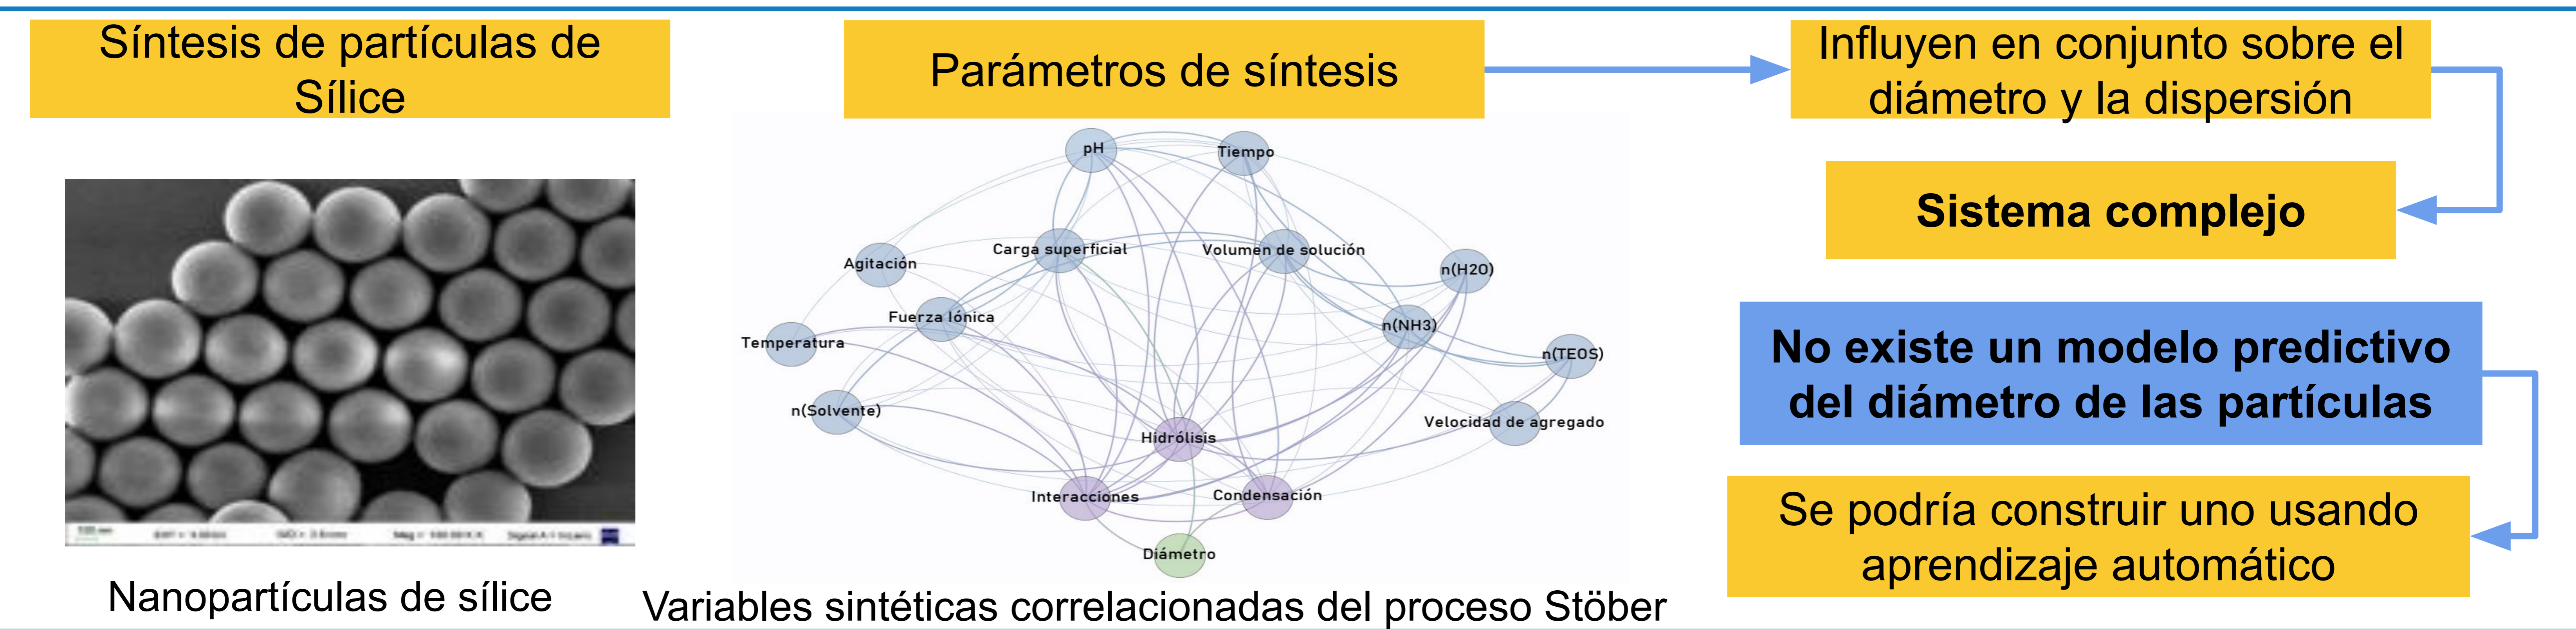 Síntesis de partículas de
Sílice
Parámetros de síntesis
Influyen en conjunto sobre el
diámetro y la dispersión
Sistema complejo
No existe un modelo predictivo
del diámetro de las partículas
Se podría construir uno usando
aprendizaje automático
pH
Tiempo
Carga superficial
Volumen de solución
Agitación
n(H2O)
Fuerza Iónica
n(NH3)
Temperatura
n(TEOS)
n(Solvente)
Velocidad de agregado
Hidrólisis
Interacciones
Condensación
Diámetro
Nanopartículas de sílice
Variables sintéticas correlacionadas del proceso Stöber